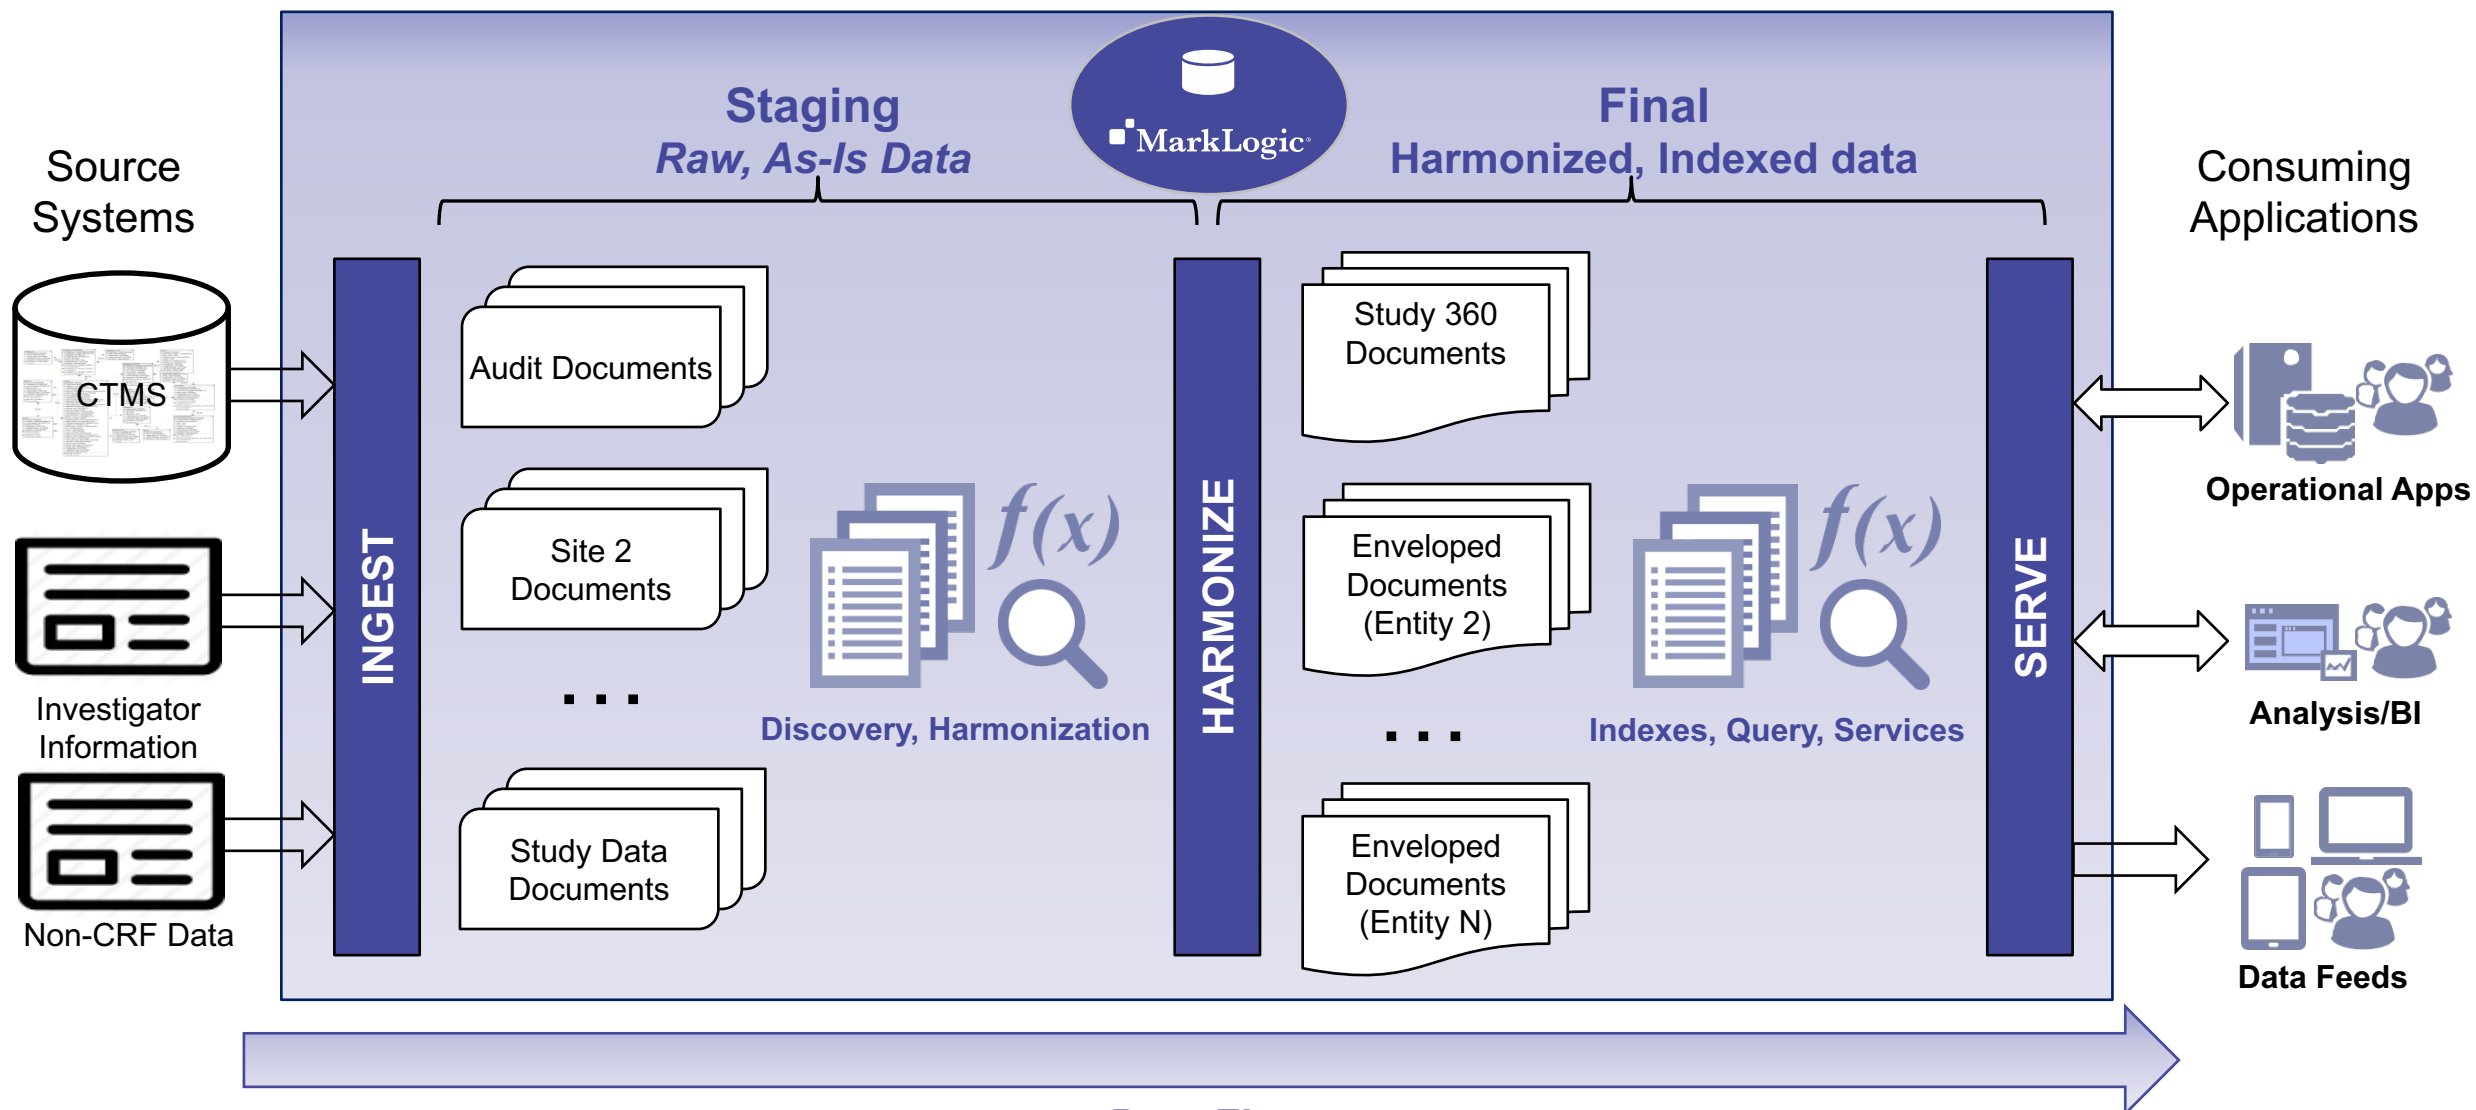 Source
Systems
CTMS
Investigator
Information
Non-CRF Data
Staging
Raw, As-Is Data
MarkLogic
Final
Harmonized, Indexed data
INGEST
Audit Documents
Site 2
Documents
...
Study Data
Documents
Discovery, Harmonization
f(x)
HARMONIZE
Study 360
Documents
Enveloped
Documents
(Entity 2)
...
Enveloped
Documents
(Entity N)
f(x)
Indexes, Query, Services
SERVE
Consuming
Applications
Operational Apps
Analysis/BI
Data Feeds